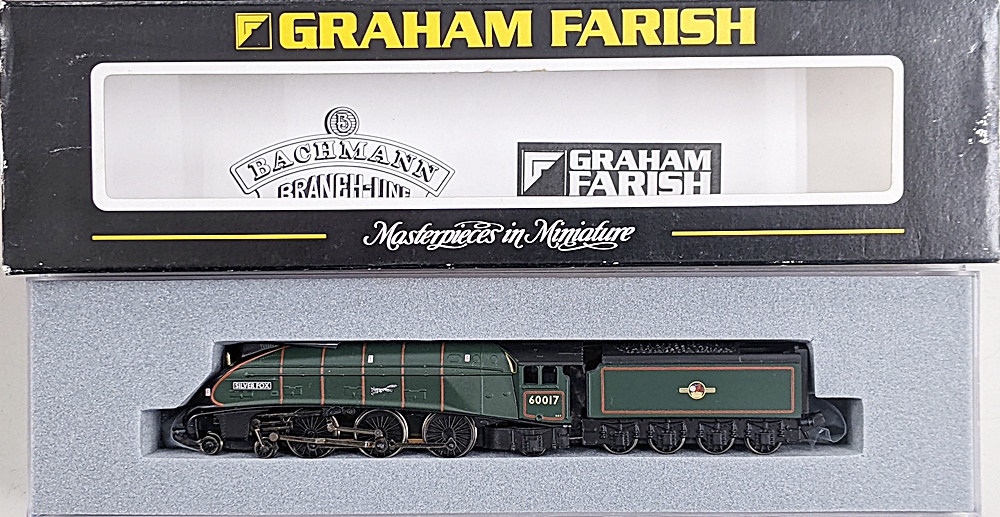 GRAHAM FARISH
B
BACHMANN
BRANCH-LINE
GRAHAM
FARISH
Masterpieces in Miniature
SILVER FOX
60017